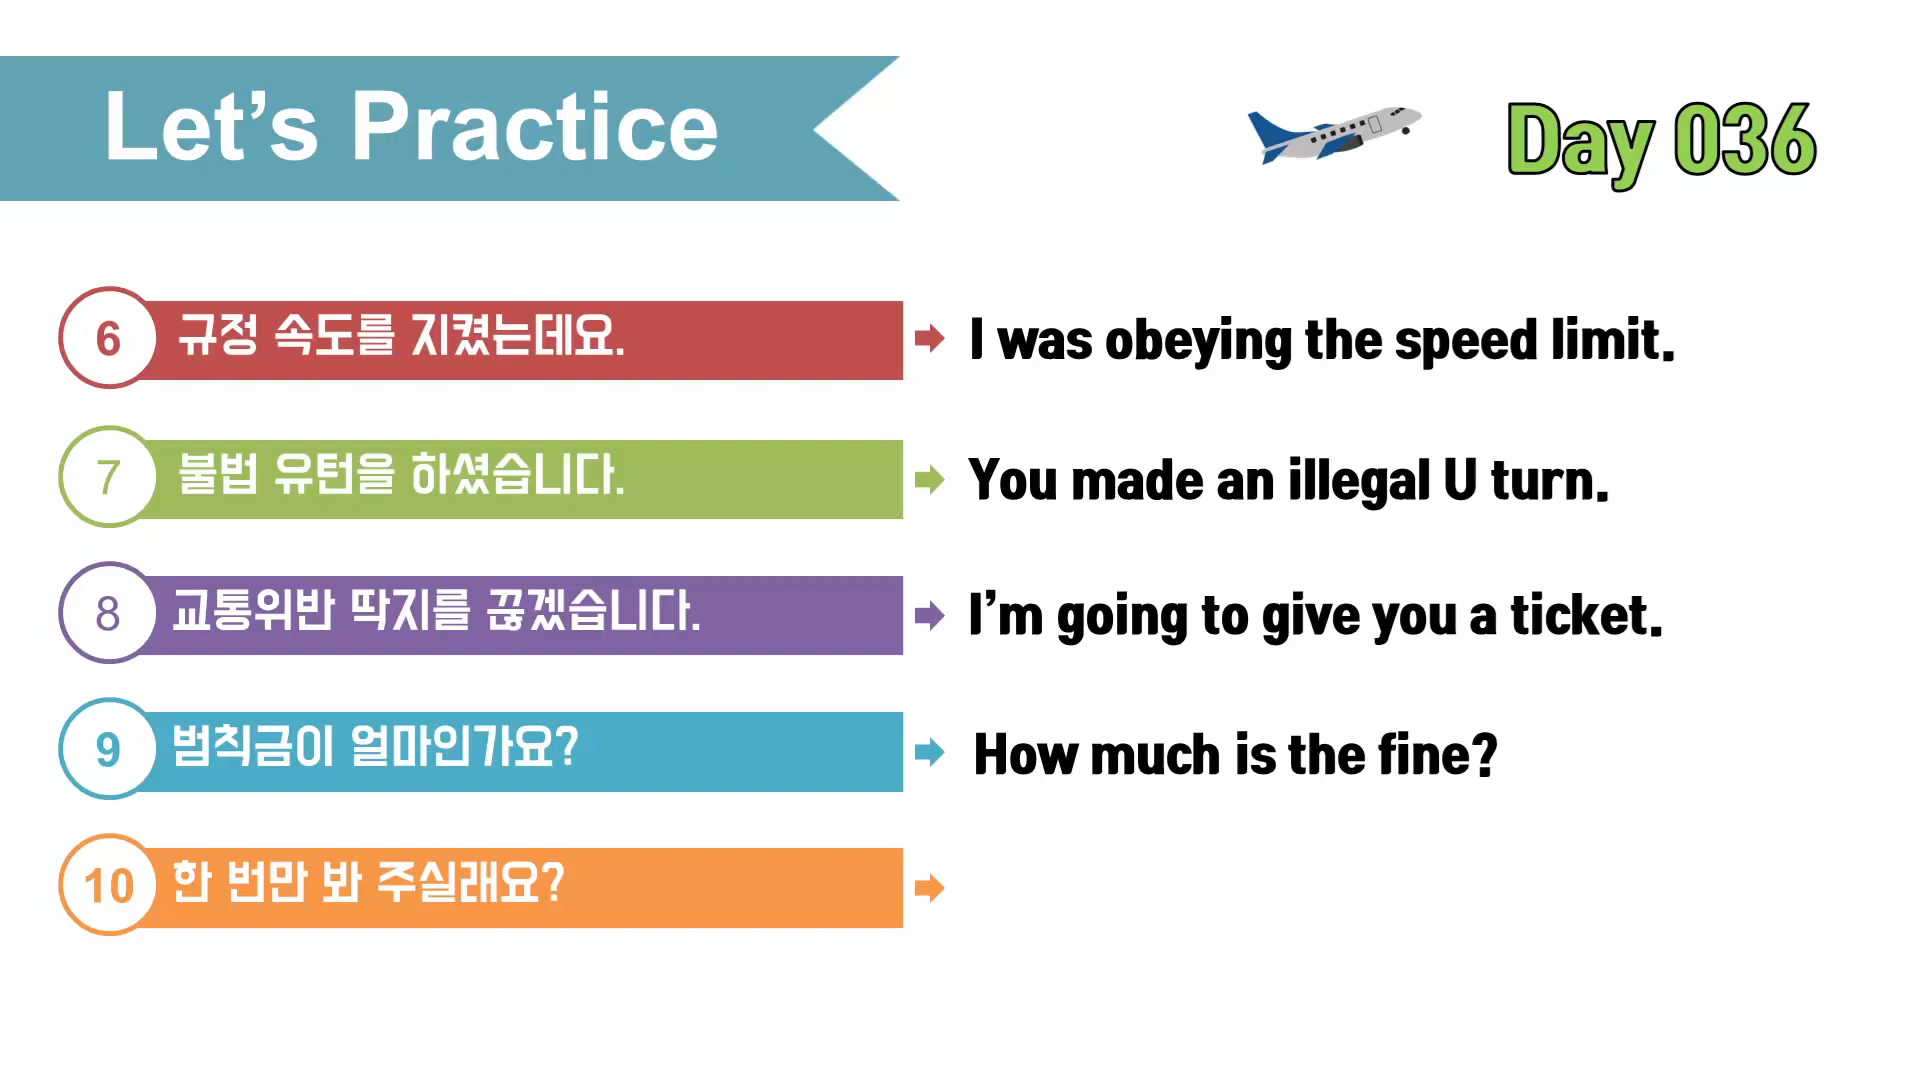 Let’s Practice
Day 036
6 규정 속도를 지켰는데요. I was obeying the speed limit.
7 불법 유턴을 하셨습니다. You made an illegal U turn.
8 교통위반 딱지를 끊겠습니다. I’m going to give you a ticket.
9 범칙금이 얼마인가요? How much is the fine?
10 한 번만 봐 주실래요?